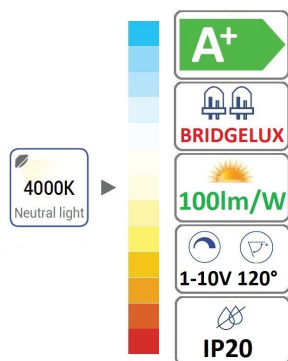 4000K
Neutral light
A+
BRIDGELUX
100lm/W
1-10V 120°
IP20